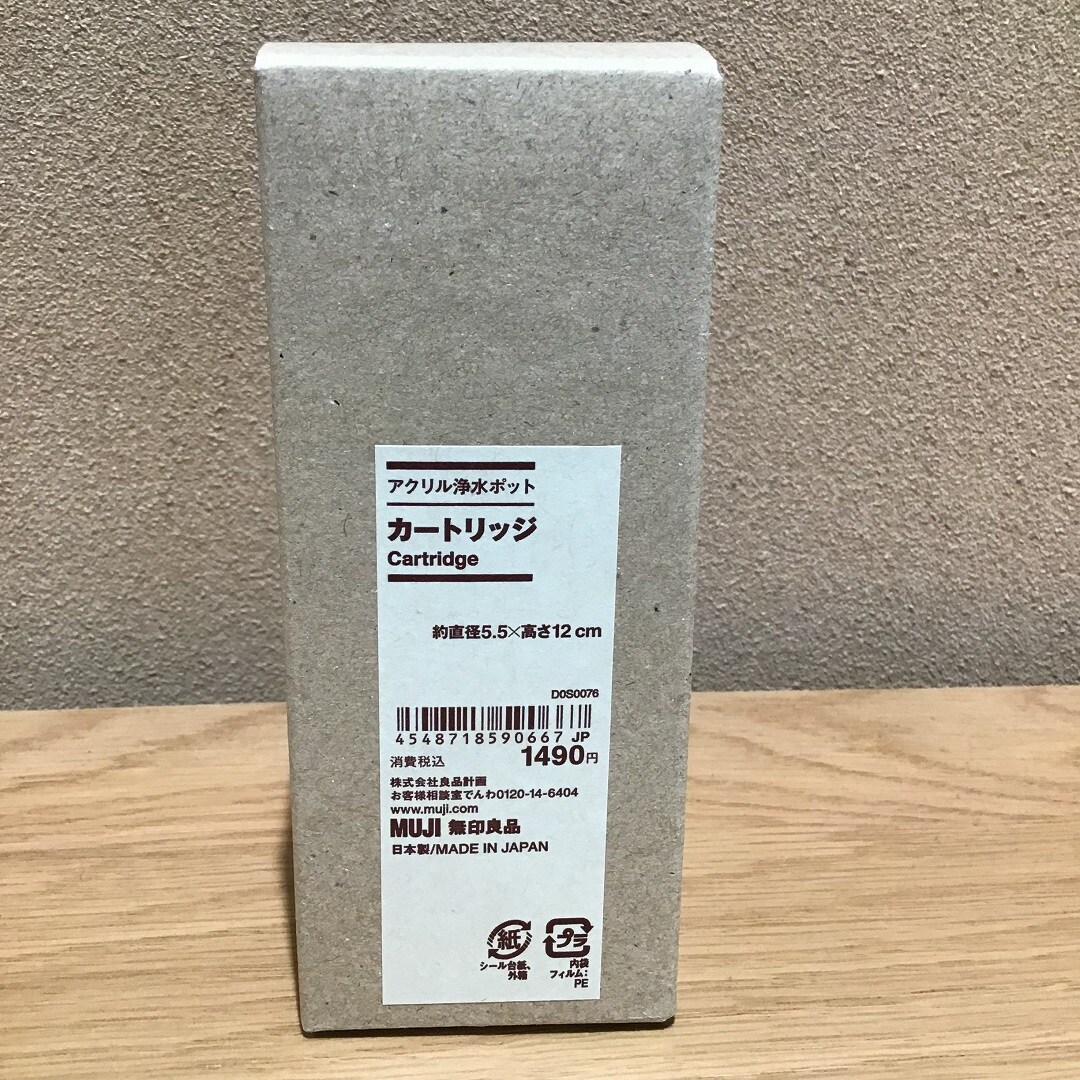 アクリル浄水ポット
カートリッジ
Cartridge
約直径5.5×高さ12 cm
D0S0076
4548718590667 JP
消費税込 1490円
株式会社良品計画
お客様相談室でんわ0120-14-6404
www.muji.com
MUJI 無印良品
日本製/MADE IN JAPAN
紙 プラ
シール台紙、 内袋
外箱 フィルム:
PE